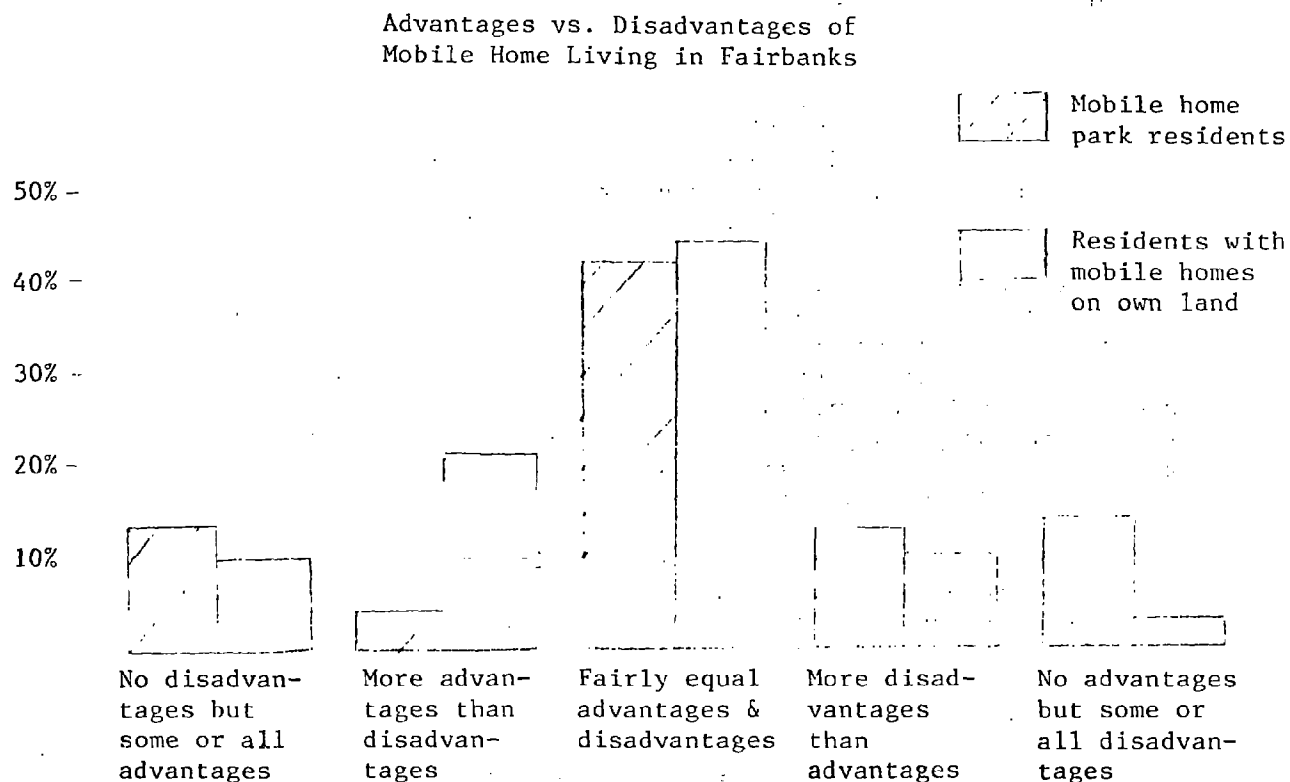 Advantages vs. Disadvantages of
Mobile Home Living in Fairbanks
Mobile home
park residents
Residents with
mobile homes
on own land
50%
40%
30%
20%
10%
No disadvan-
tages but
some or all
advantages
More advan-
tages than
disadvan-
tages
Fairly equal
advantages &
disadvantages
More disad-
vantages
than
advantages
No advantages
but some or
all disadvan-
tages